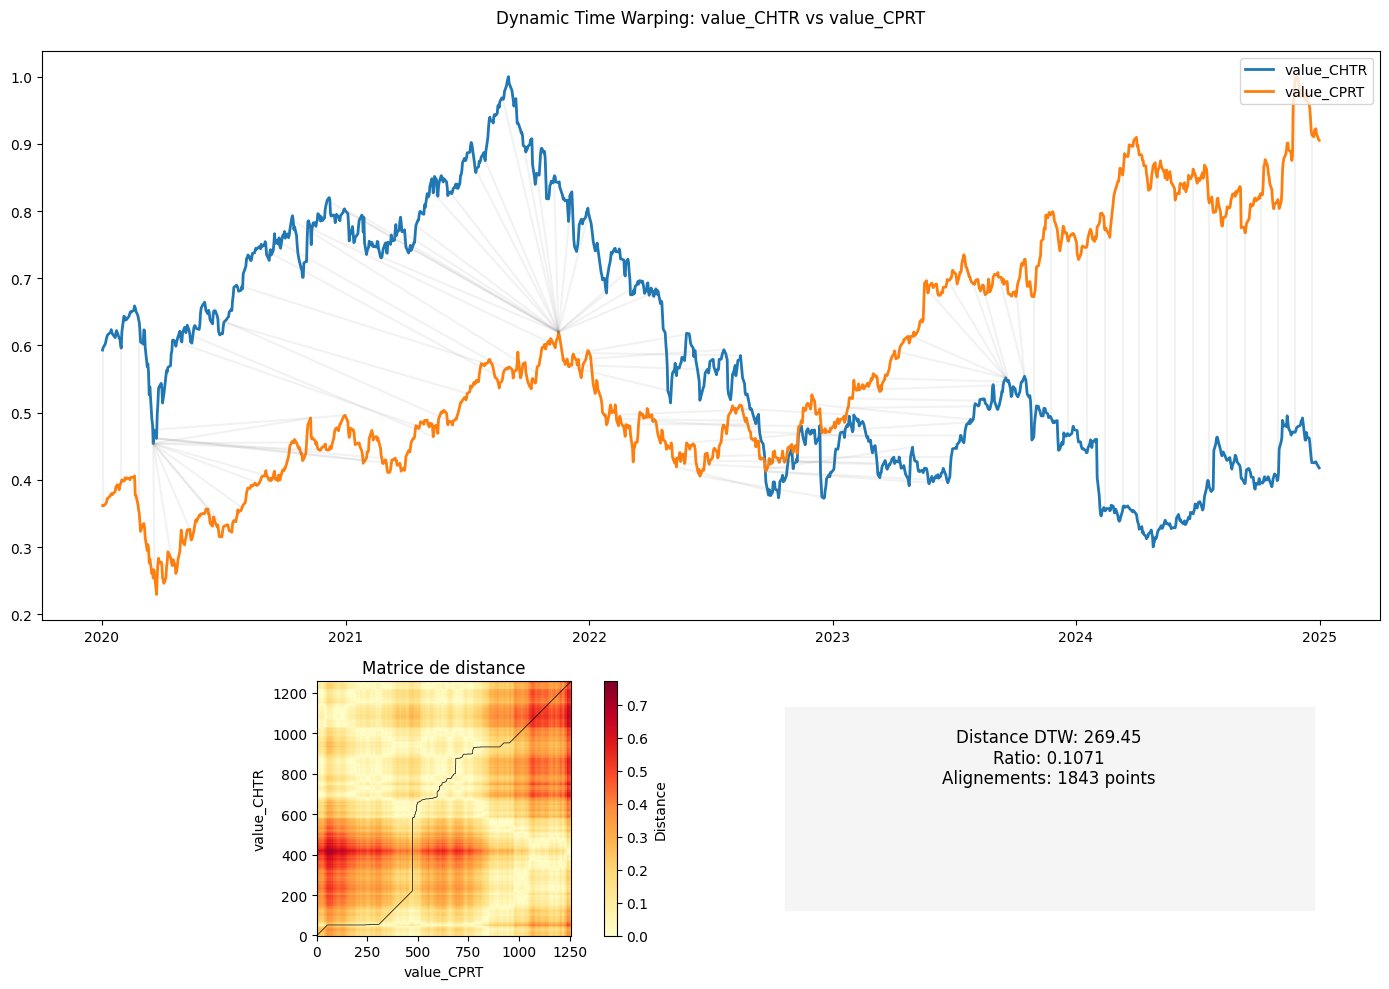 Dynamic Time Warping: value_CHTR vs value_CPRT
value_CHTR
value_CPRT
1.0
0.9
0.8
0.7
0.6
0.5
0.4
0.3
0.2
2020 2021 2022 2023 2024 2025
Matrice de distance
value_CHTR
1200
1000
800
600
400
200
0
0 250 500 750 1000 1250
value_CPRT
0.7
0.6
0.5
0.4
0.3
0.2
0.1
0.0
Distance
Distance DTW: 269.45
Ratio: 0.1071
Alignements: 1843 points